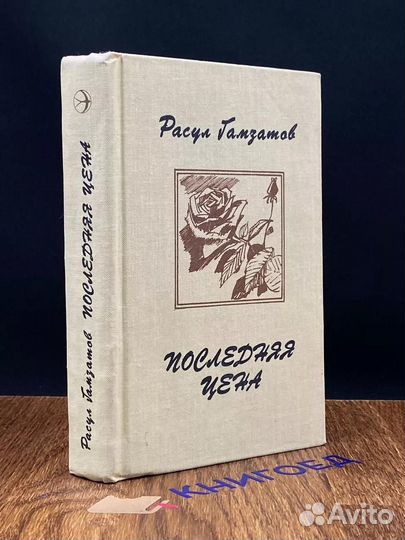 Расул Гамзатов
ПОСЛЕДНЯЯ
ЦЕНА
Расул Гамзатов ПОСЛЕДНЯЯ ЦЕНА
КНИГОЕД
Avito